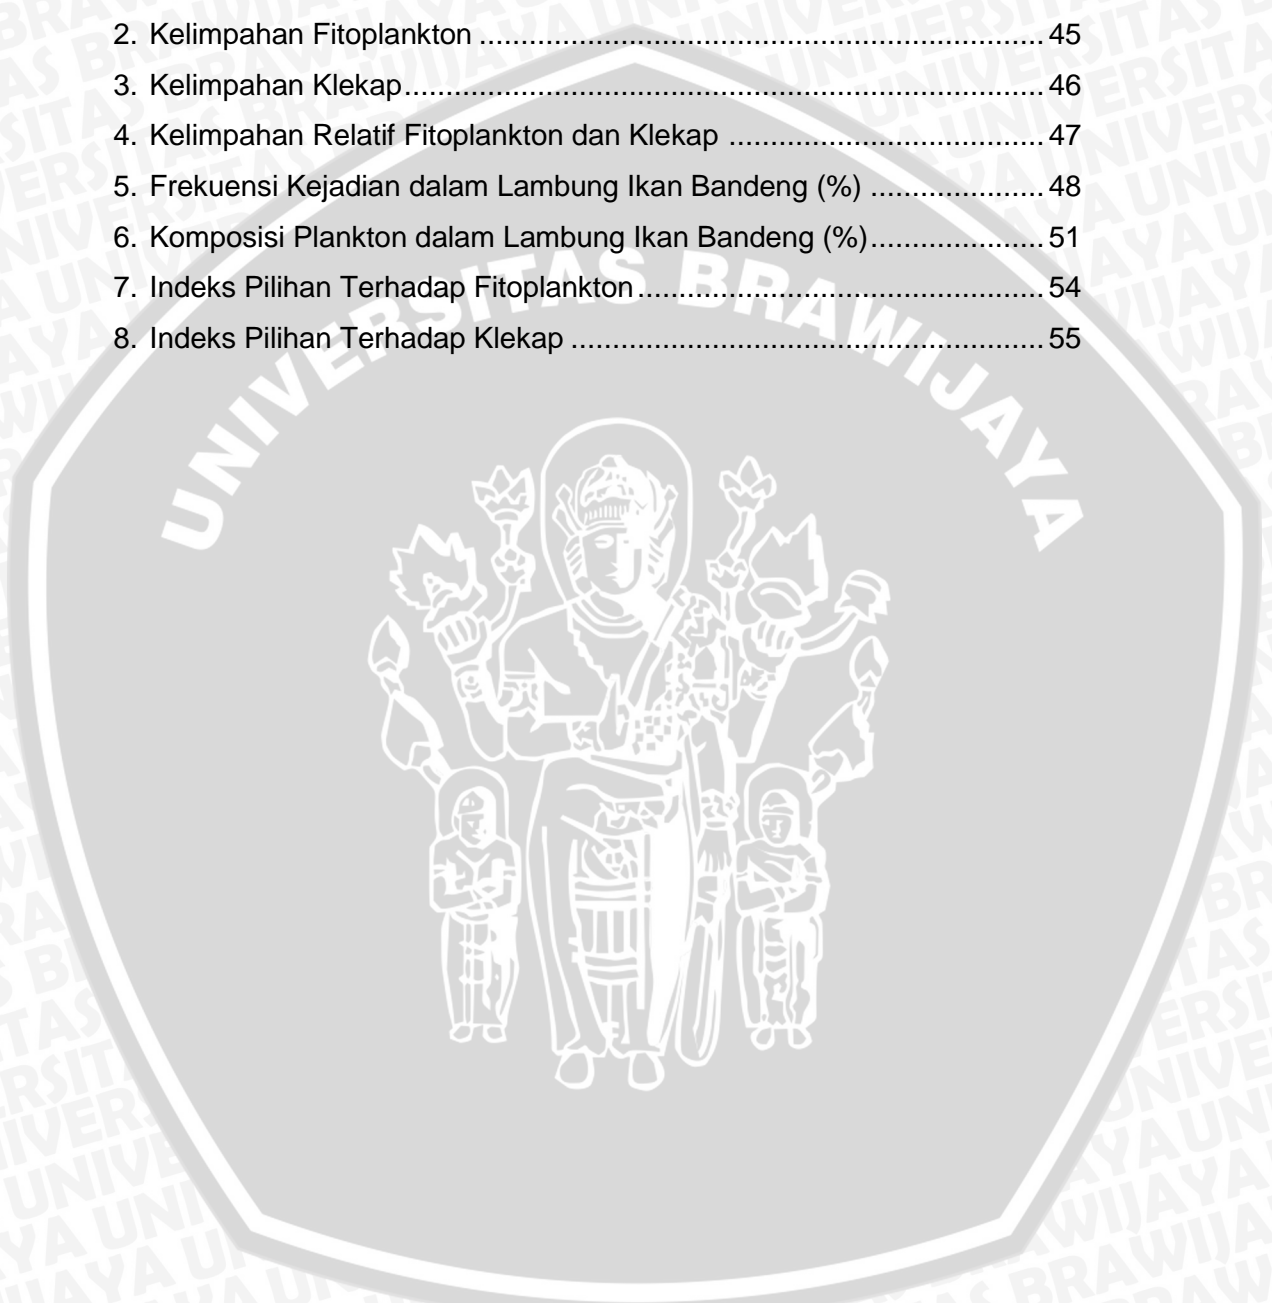 2. Kelimpahan Fitoplankton ..................................................................... 45
3. Kelimpahan Klekap.............................................................................. 46
4. Kelimpahan Relatif Fitoplankton dan Klekap ...................................... 47
5. Frekuensi Kejadian dalam Lambung Ikan Bandeng (%) ..................... 48
6. Komposisi Plankton dalam Lambung Ikan Bandeng (%)..................... 51
7. Indeks Pilihan Terhadap Fitoplankton................................................. 54
8. Indeks Pilihan Terhadap Klekap ......................................................... 55
UNIVERSITAS BRAWIJAYA